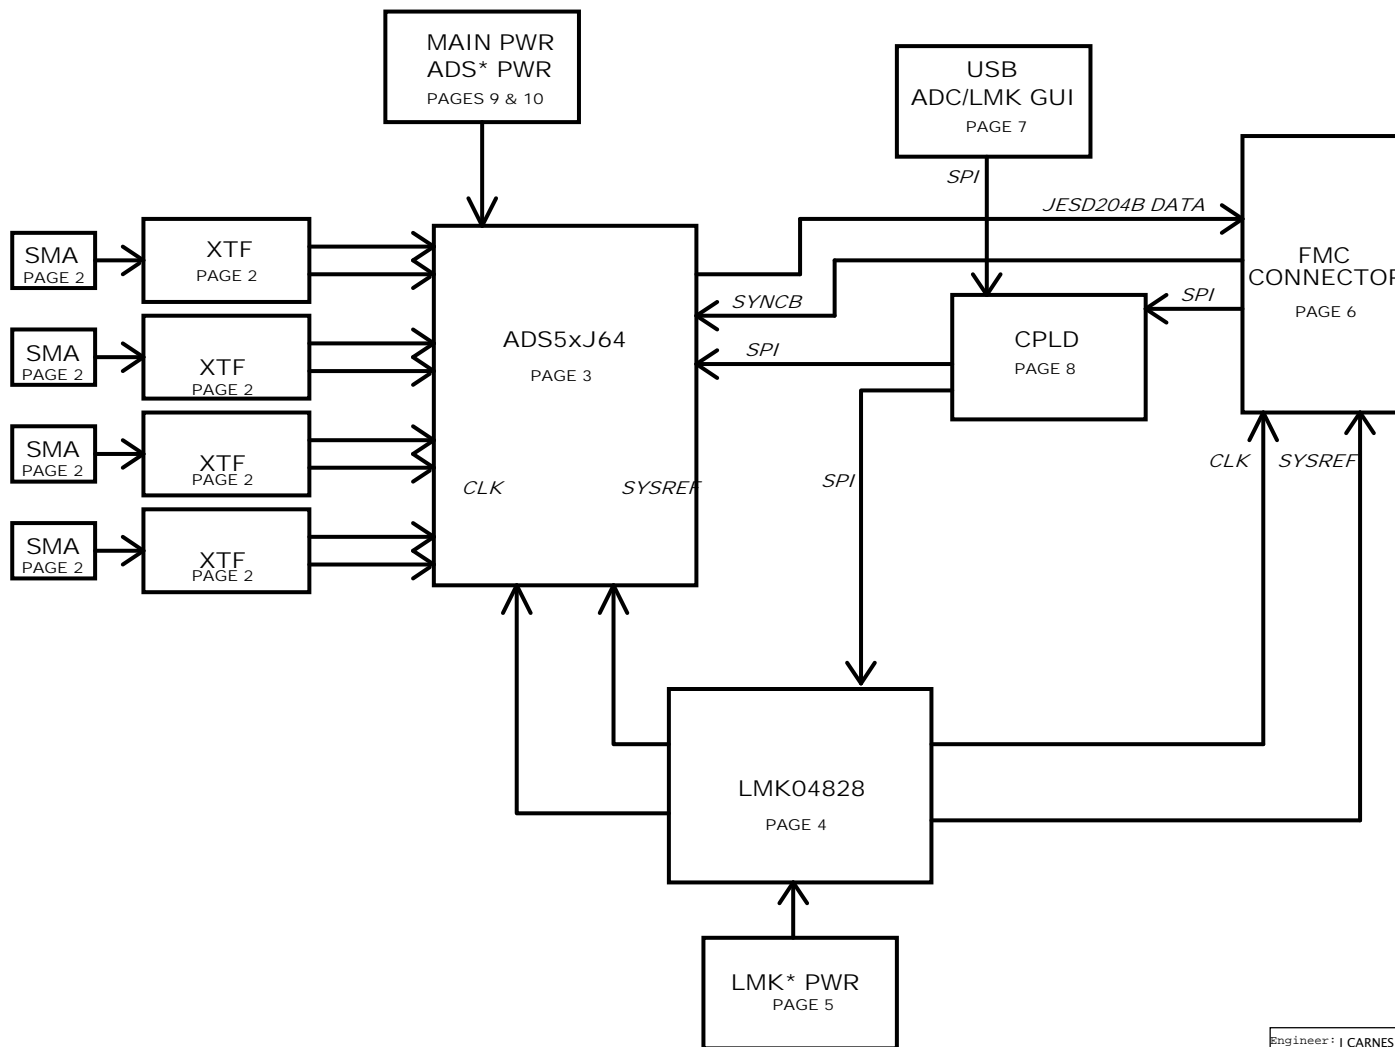 MAIN PWR
ADS* PWR
PAGES 9 & 10
USB
ADC/LMK GUI
PAGE 7
SPI
JESD204B DATA
SMA
PAGE 2
XTF
PAGE 2
FMC
CONNECTOR
PAGE 6
SYNCB
SPI
ADS5xJ64
PAGE 3
SPI
CPLD
PAGE 8
SMA
PAGE 2
XTF
PAGE 2
SMA
PAGE 2
XTF
PAGE 2
CLK
SYSREF
SPI
CLK
SYSREF
SMA
PAGE 2
XTF
PAGE 2
LMK04828
PAGE 4
LMK* PWR
PAGE 5
Engineer: J CARNES